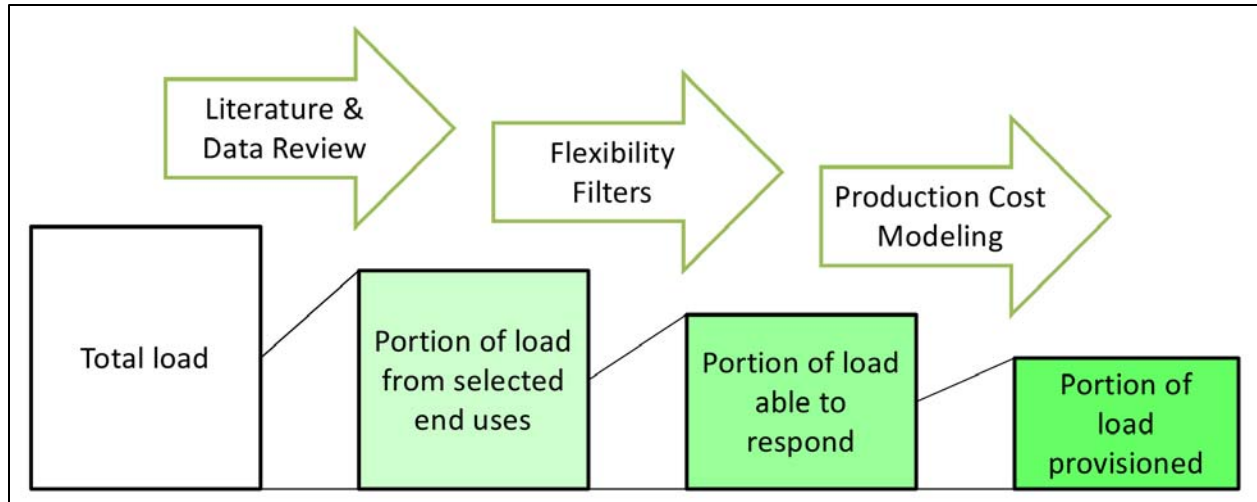 Literature &
Data Review
Flexibility
Filters
Production Cost
Modeling
Total load
Portion of load
from selected
end uses
Portion of load
able to
respond
Portion of
load
provisioned